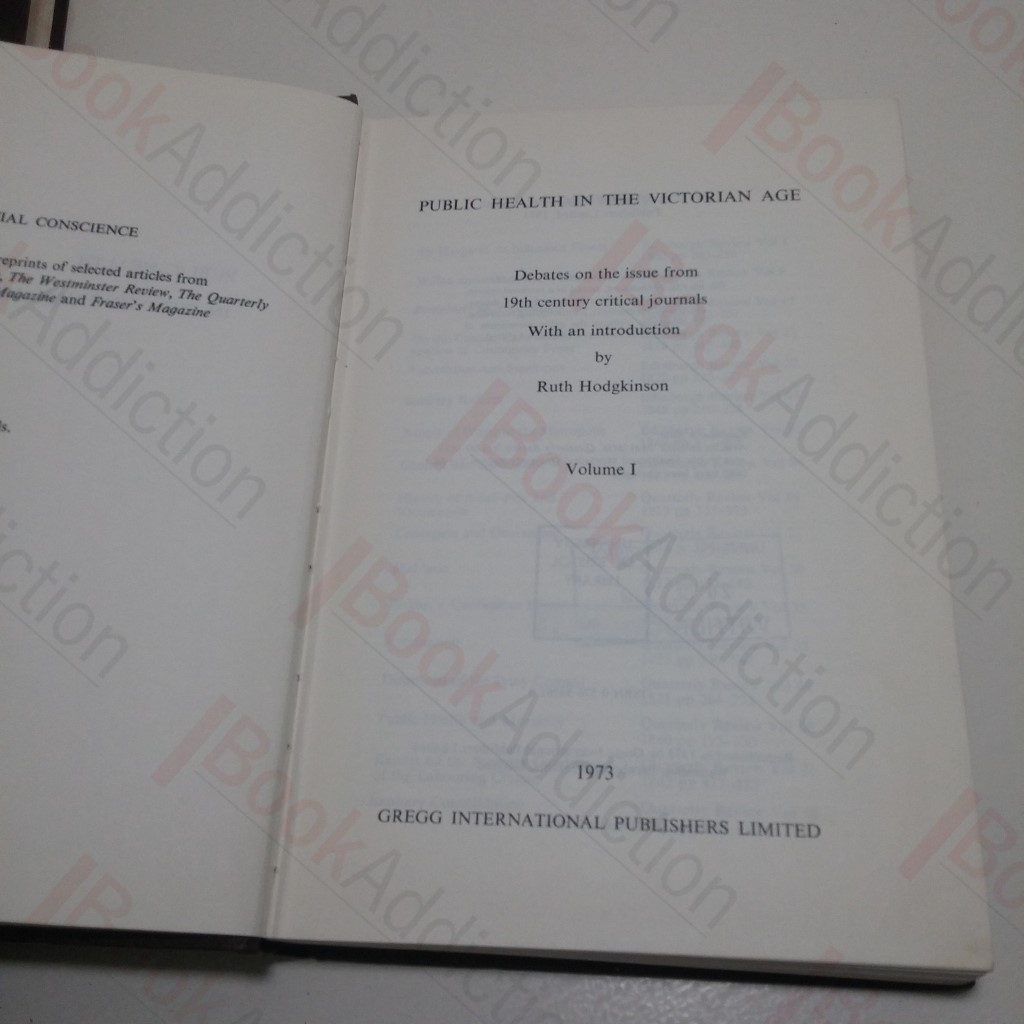 IAL CONSCIENCE
reprints of selected articles from
, The Westminster Review, The Quarterly
Magazine and Fraser's Magazine
s.
PUBLIC HEALTH IN THE VICTORIAN AGE
Debates on the issue from
19th century critical journals
With an introduction
by
Ruth Hodgkinson
Volume I
1973
GREGG INTERNATIONAL PUBLISHERS LIMITED
BookAddiction